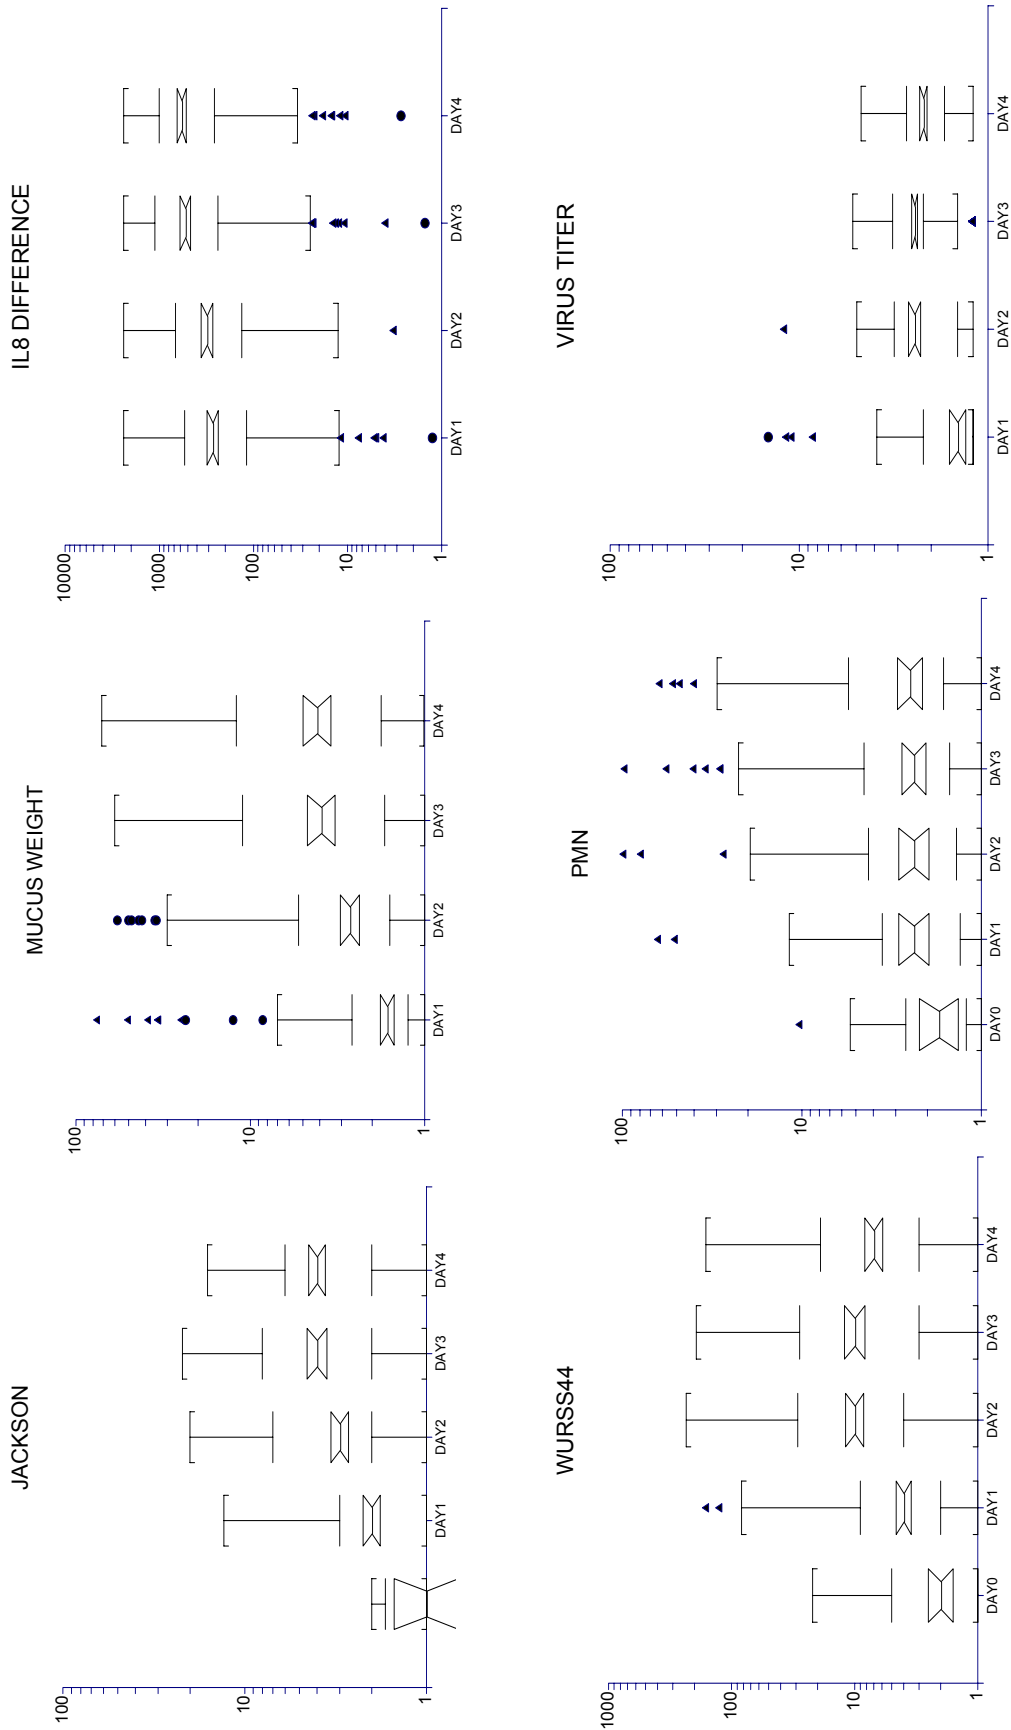 JACKSON
100
10
1
DAY1 DAY2 DAY3 DAY4
MUCUS WEIGHT
100
10
1
DAY1 DAY2 DAY3 DAY4
IL8 DIFFERENCE
10000
1000
100
10
1
DAY1 DAY2 DAY3 DAY4
WURSS44
1000
100
10
1
DAY0 DAY1 DAY2 DAY3 DAY4
PMN
100
10
1
DAY0 DAY1 DAY2 DAY3 DAY4
VIRUS TITER
100
10
1
DAY1 DAY2 DAY3 DAY4